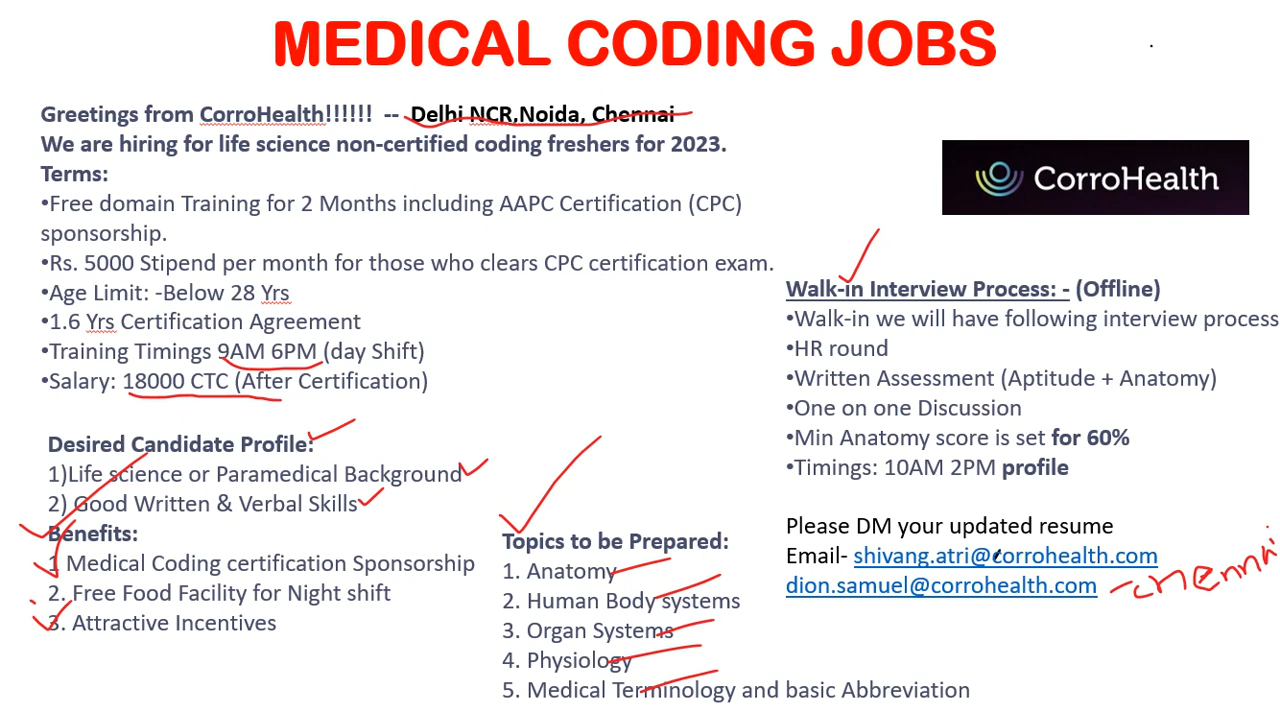 MEDICAL CODING JOBS
Greetings from CorroHealth!!!!!! -- Delhi NCR,Noida, Chennai
We are hiring for life science non-certified coding freshers for 2023.
Terms:
•Free domain Training for 2 Months including AAPC Certification (CPC)
sponsorship.
•Rs. 5000 Stipend per month for those who clears CPC certification exam.
•Age Limit: -Below 28 Yrs
•1.6 Yrs Certification Agreement
•Training Timings 9AM 6PM (day Shift)
•Salary: 18000 CTC (After Certification)
Desired Candidate Profile:
1)Life science or Paramedical Background
2) Good Written & Verbal Skills
Benefits:
1 Medical Coding certification Sponsorship
2. Free Food Facility for Night shift
3. Attractive Incentives
Topics to be Prepared:
1. Anatomy
2. Human Body systems
3. Organ Systems
4. Physiology
5. Medical Terminology and basic Abbreviation
CorroHealth
Walk-in Interview Process: - (Offline)
•Walk-in we will have following interview process
•HR round
•Written Assessment (Aptitude + Anatomy)
•One on one Discussion
•Min Anatomy score is set for 60%
•Timings: 10AM 2PM profile
Please DM your updated resume
Email- shivang.atri@corrohealth.com
dion.samuel@corrohealth.com - chennai